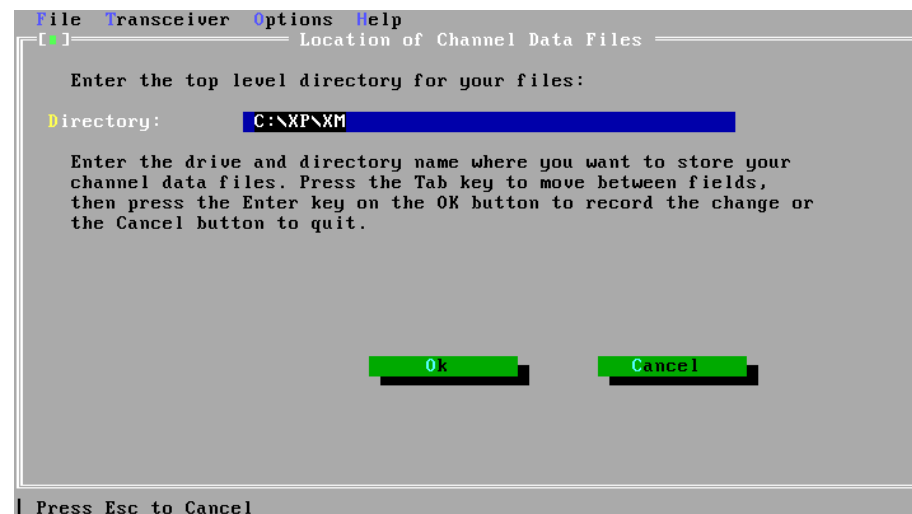 File Transceiver Options Help
[■] Location of Channel Data Files
Enter the top level directory for your files:
Directory: C:\XP\XM
Enter the drive and directory name where you want to store your
channel data files. Press the Tab key to move between fields,
then press the Enter key on the OK button to record the change or
the Cancel button to quit.
Ok Cancel
Press Esc to Cancel